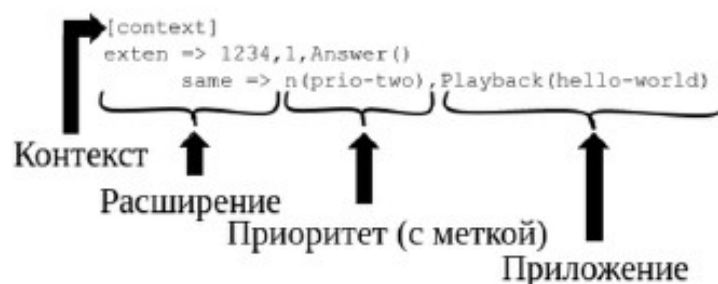 [context]
exten => 1234,1,Answer()
same => n(prio-two),Playback(hello-world)
Контекст
Расширение
Приоритет (с меткой)
Приложение